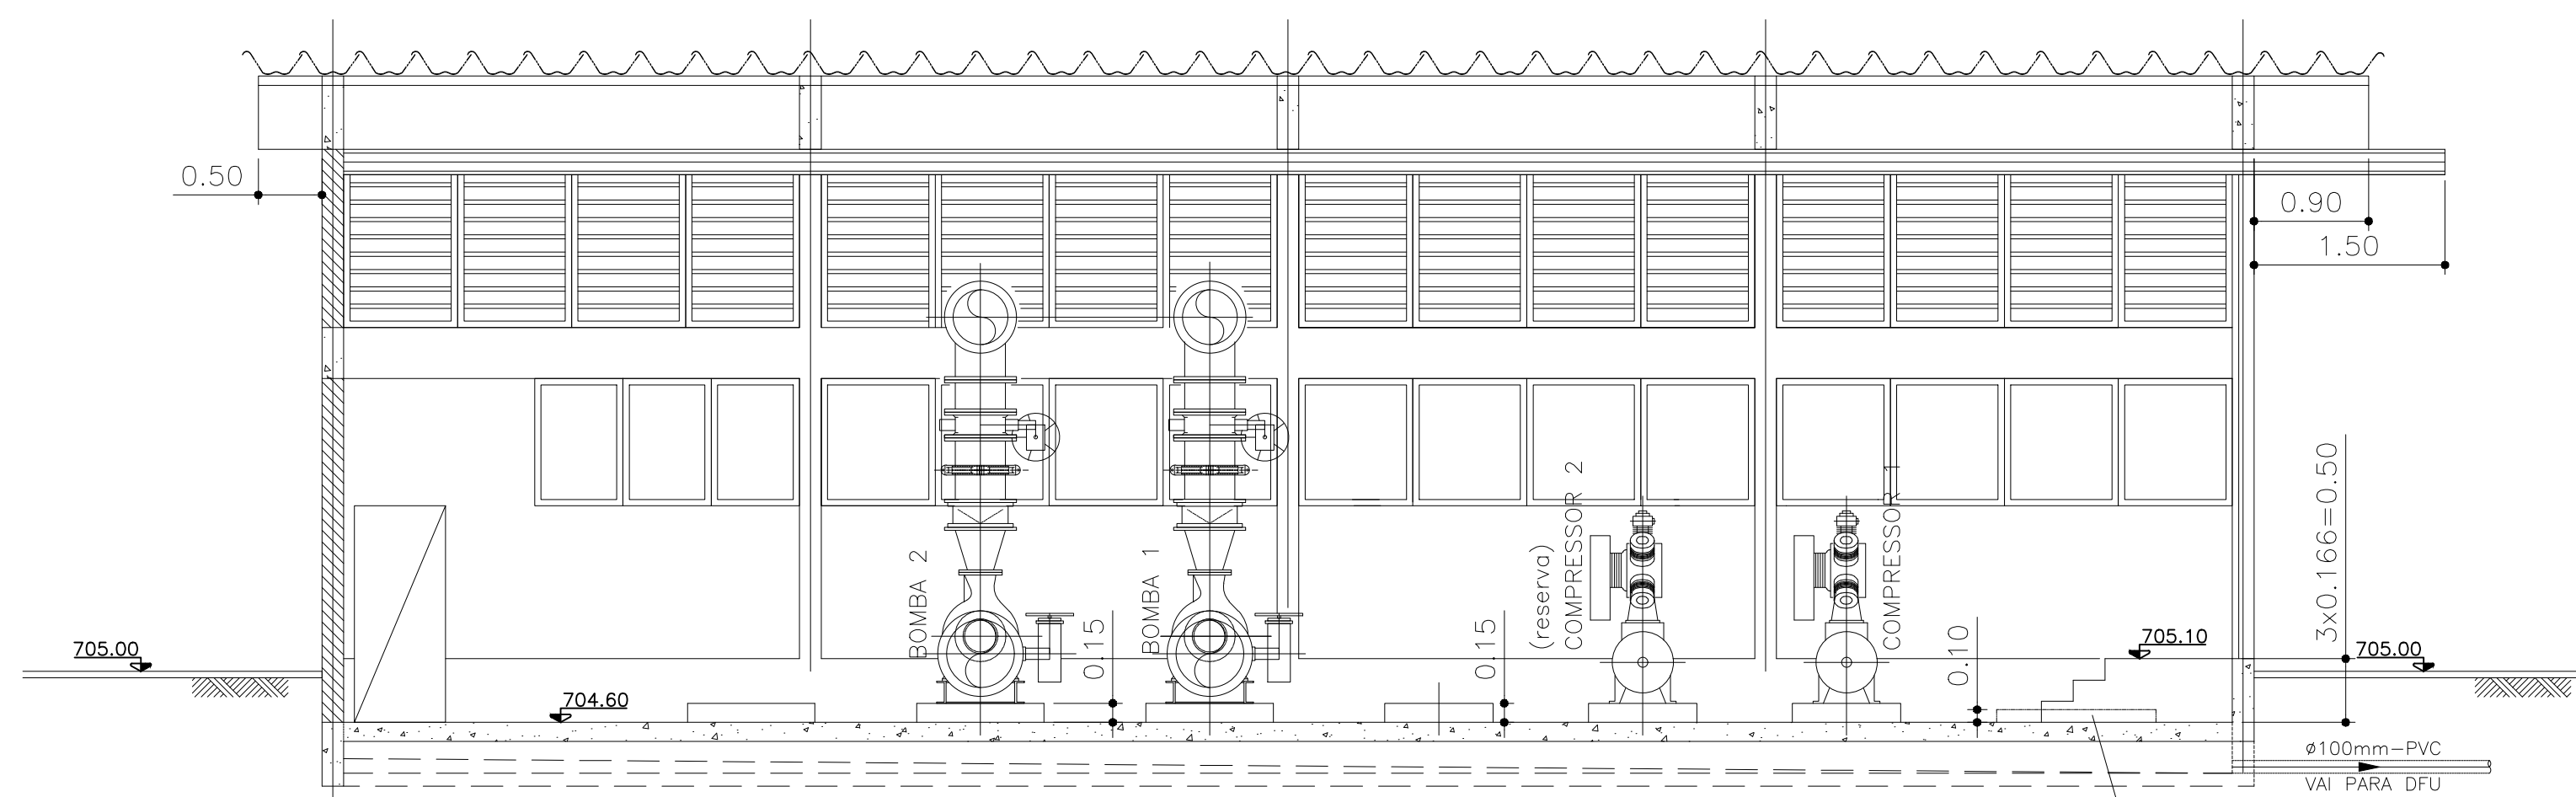 0.50
0.90
1.50
3x0.166=0.50
(reserva)
COMPRESSOR 2
COMPRESSOR 1
BOMBA 2
BOMBA 1
0.15
0.15
0.10
705.00
704.60
705.10
705.00
ø100mm-PVC
VAI PARA DFU